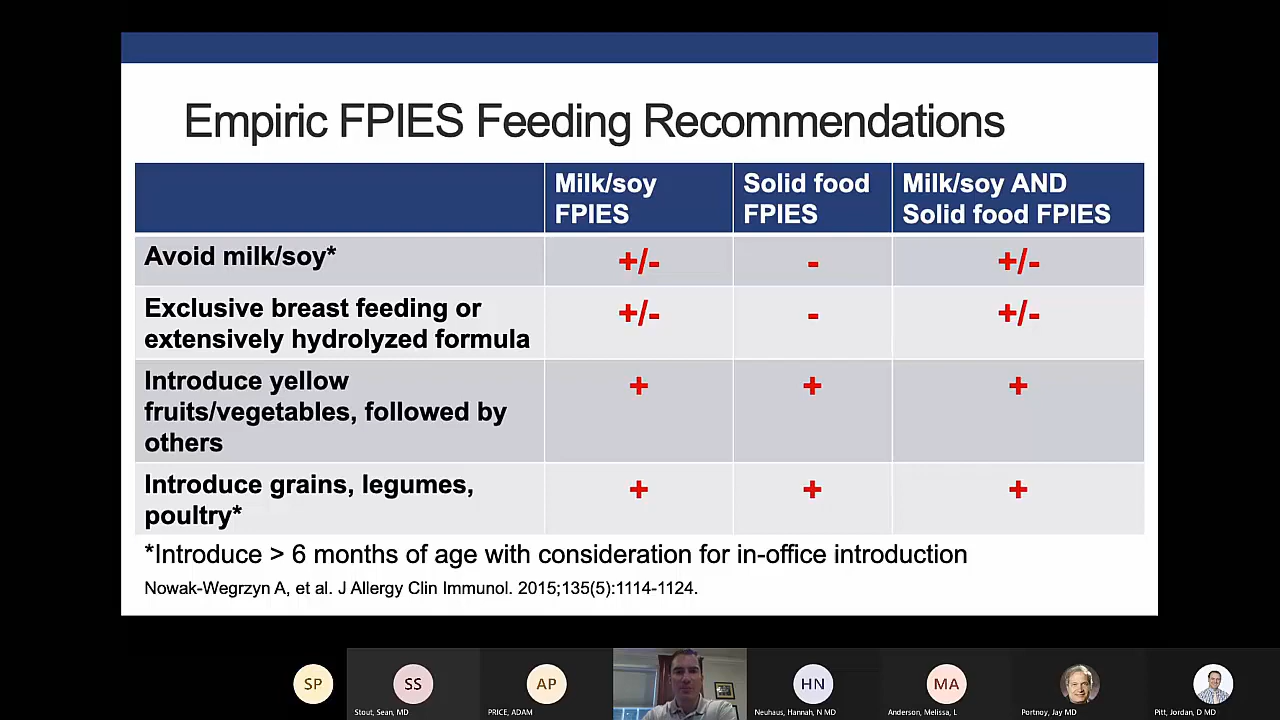 Empiric FPIES Feeding Recommendations
Milk/soy
FPIES
Solid food
FPIES
Milk/soy AND
Solid food FPIES
Avoid milk/soy*
+/-
-
+/-
Exclusive breast feeding or
extensively hydrolyzed formula
+/-
-
+/-
Introduce yellow
fruits/vegetables, followed by
others
+
+
+
Introduce grains, legumes,
poultry*
+
+
+
*Introduce > 6 months of age with consideration for in-office introduction
Nowak-Wegrzyn A, et al. J Allergy Clin Immunol. 2015;135(5):1114-1124.
SP
SS
AP
HN
MA
Stout, Sean, MD
PRICE, ADAM
Neuhaus, Hannah, N MD
Anderson, Melissa, L
Portnoy, Jay MD
Pitt, Jordan, D MD